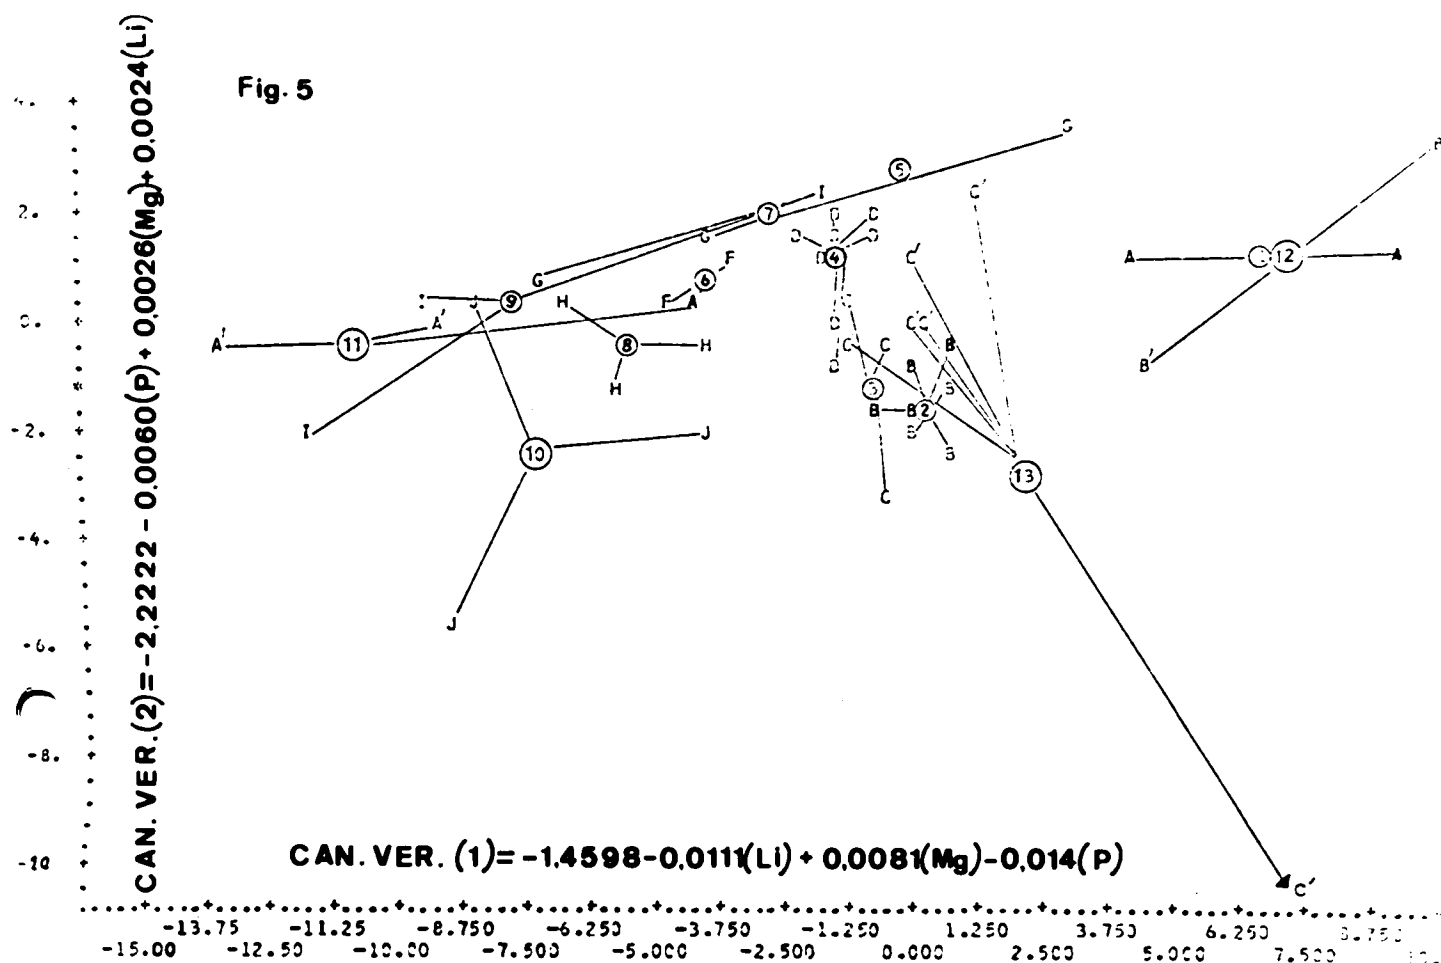 Fig. 5
CAN. VER.(2)=-2,2222 - 0,0060(P)+ 0,0026(Mg)+ 0,0024(Li)
2.
0.
-2.
-4.
-6.
-8.
-10
G
5
C'
B
I
7
D D
G
D D
4
D
C'
A 1 12 A
F
G
6
F A
I 9 J H
A'
A' 11
D
C' C'
8 H
C C B
D
B
B'
H
3
B
B B 2
B
B
I
10 J
13
C
J
C'
CAN. VER. (1)= -1,4598-0,0111(Li) + 0,0081(Mg)-0,014(P)
-13.75 -11.25 -8.750 -6.250 -3.750 -1.250 1.250 3.750 6.250 8.750
-15.00 -12.50 -10.00 -7.500 -5.000 -2.500 0.000 2.500 5.000 7.500